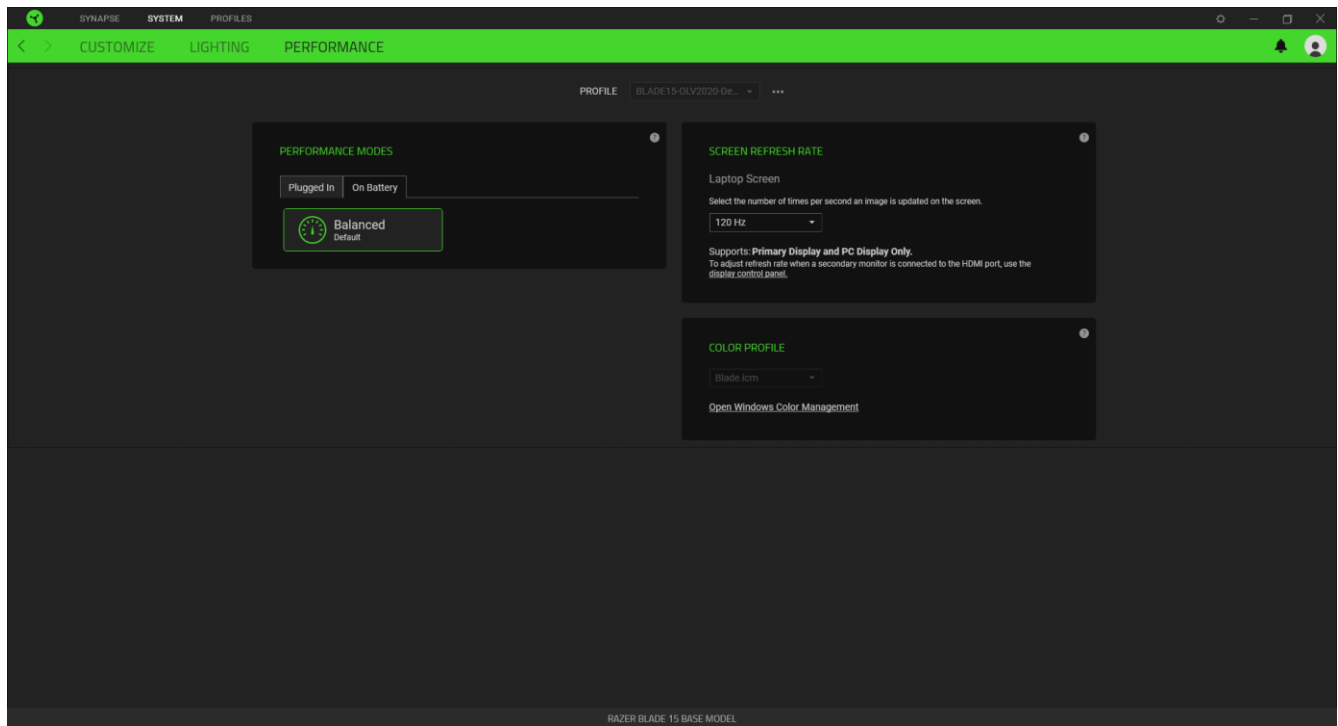 SYNAPSE SYSTEM PROFILES
CUSTOMIZE LIGHTING PERFORMANCE
PROFILE BLADE15-OLV2020-De...
PERFORMANCE MODES
Plugged In On Battery
Balanced
Default
SCREEN REFRESH RATE
Laptop Screen
Select the number of times per second an image is updated on the screen.
120 Hz
Supports: Primary Display and PC Display Only.
To adjust refresh rate when a secondary monitor is connected to the HDMI port, use the
display control panel.
COLOR PROFILE
Blade.icm
Open Windows Color Management
RAZER BLADE 15 BASE MODEL